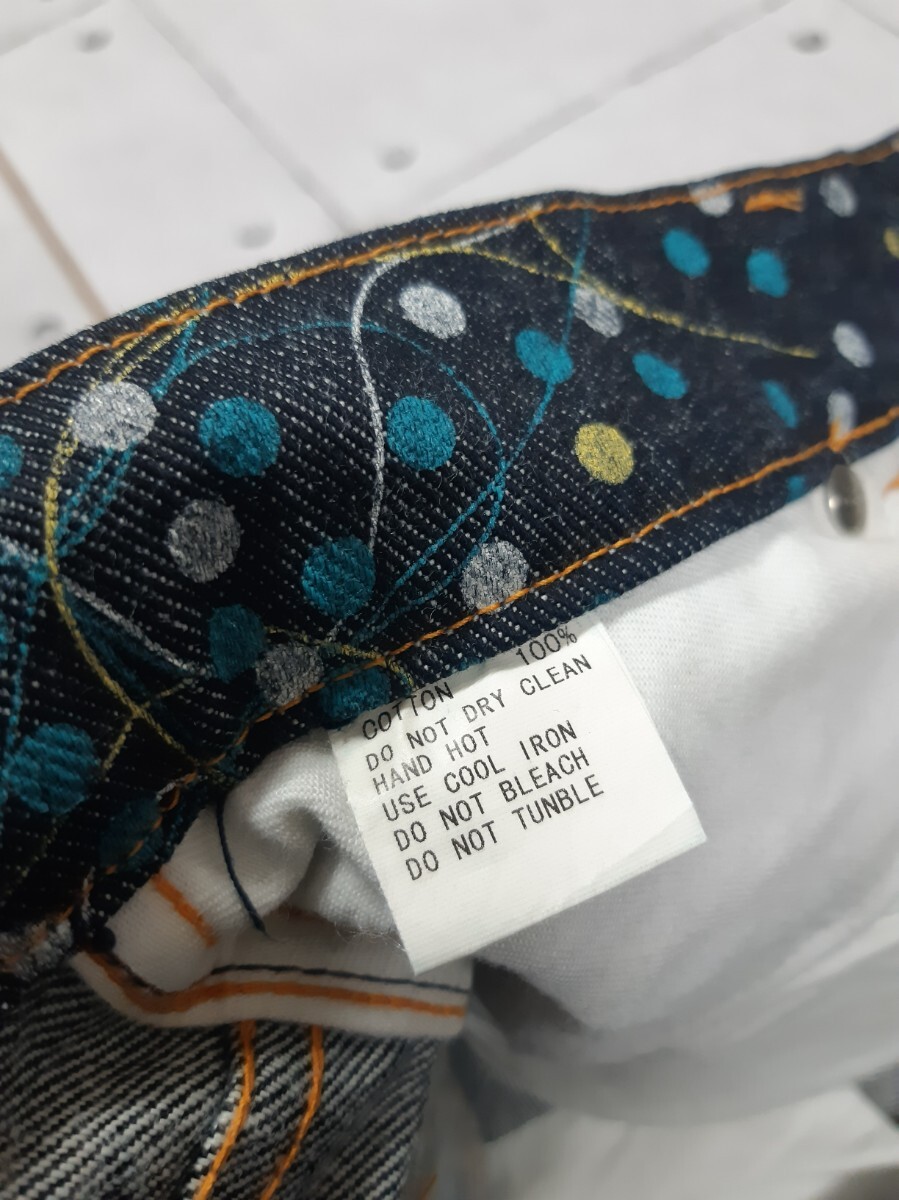 COTTON 100%
DO NOT DRY CLEAN
HAND HOT
USE COOL IRON
DO NOT BLEACH
DO NOT TUNBLE